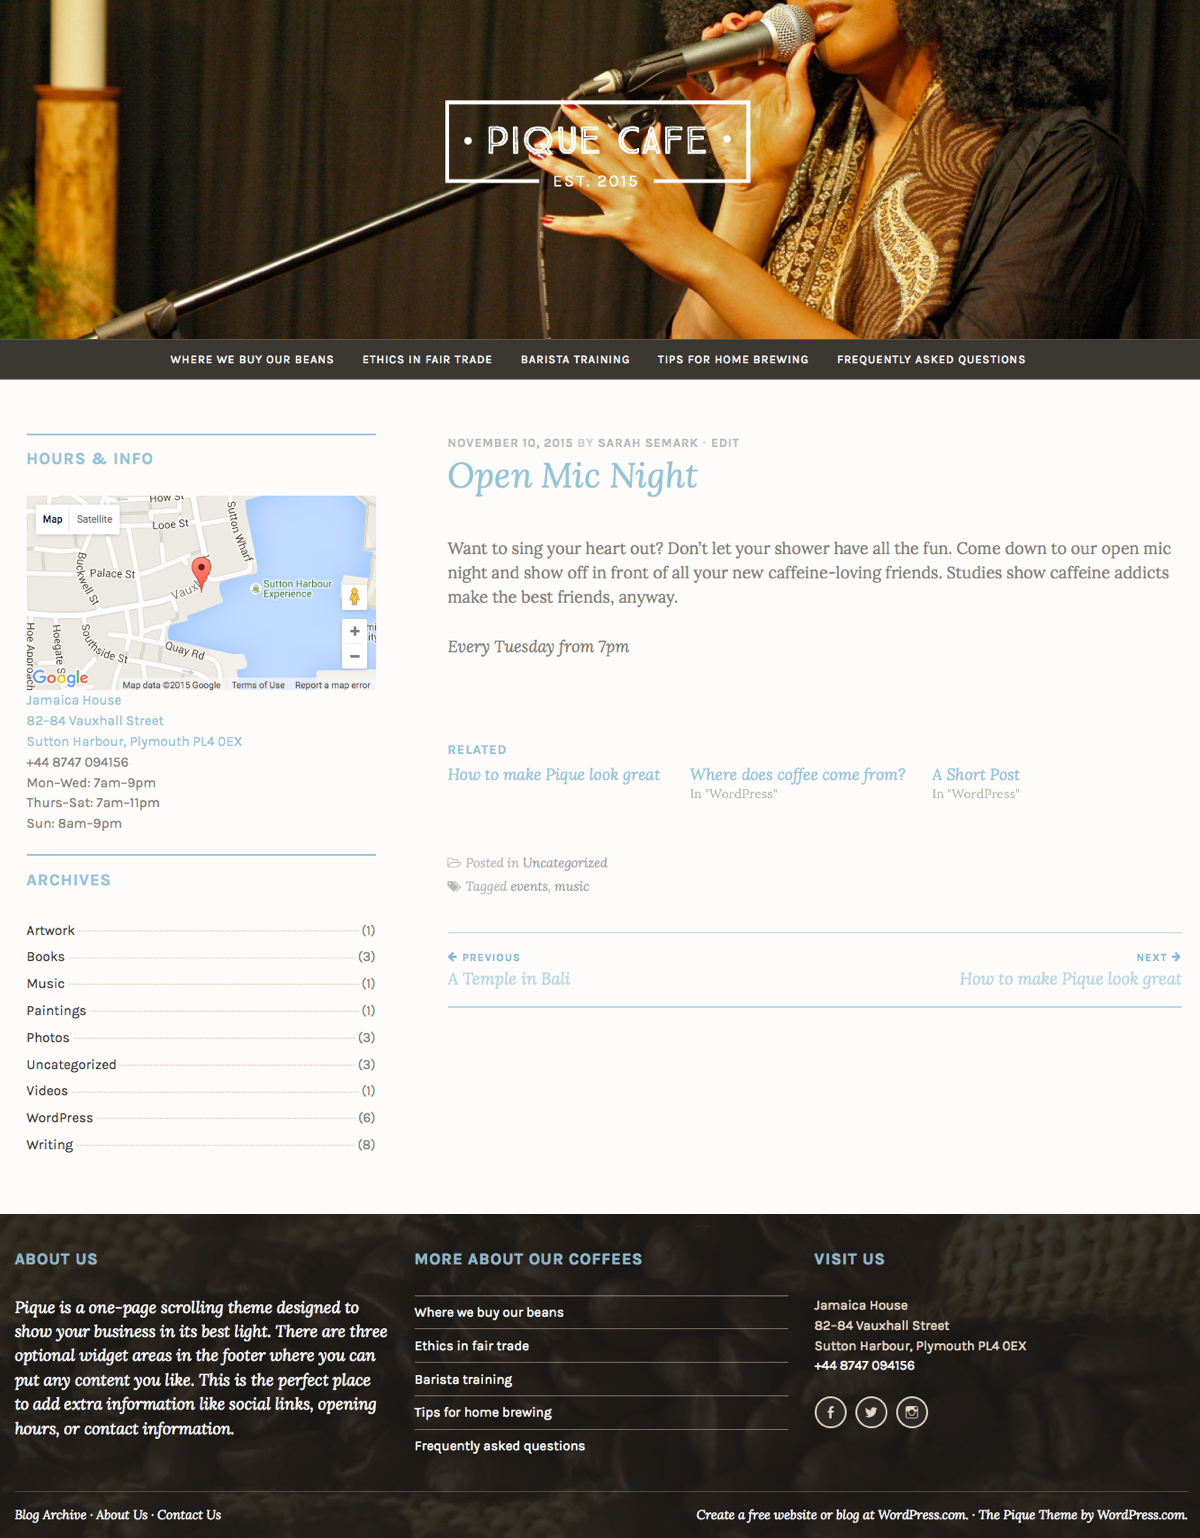 • PIQUE CAFE •
EST. 2015
WHERE WE BUY OUR BEANS ETHICS IN FAIR TRADE BARISTA TRAINING TIPS FOR HOME BREWING FREQUENTLY ASKED QUESTIONS
HOURS & INFO
How St
Map Satellite
Looe St
Sutton Wharf
Buckwell St
Palace St
Vaux
Sutton Harbour
Experience
Hoe Approach
Hoegate S
Southside St
Quay Rd
Google
Map data ©2015 Google Terms of Use Report a map error
Jamaica House
82–84 Vauxhall Street
Sutton Harbour, Plymouth PL4 0EX
+44 8747 094156
Mon–Wed: 7am–9pm
Thurs–Sat: 7am–11pm
Sun: 8am–9pm
ARCHIVES
Artwork (1)
Books (3)
Music (1)
Paintings (1)
Photos (3)
Uncategorized (3)
Videos (1)
WordPress (6)
Writing (8)
NOVEMBER 10, 2015 BY SARAH SEMARK · EDIT
Open Mic Night
Want to sing your heart out? Don’t let your shower have all the fun. Come down to our open mic
night and show off in front of all your new caffeine-loving friends. Studies show caffeine addicts
make the best friends, anyway.
Every Tuesday from 7pm
RELATED
How to make Pique look great Where does coffee come from? A Short Post
In "WordPress" In "WordPress"
Posted in Uncategorized
Tagged events, music
← PREVIOUS NEXT →
A Temple in Bali How to make Pique look great
ABOUT US
Pique is a one-page scrolling theme designed to
show your business in its best light. There are three
optional widget areas in the footer where you can
put any content you like. This is the perfect place
to add extra information like social links, opening
hours, or contact information.
MORE ABOUT OUR COFFEES
Where we buy our beans
Ethics in fair trade
Barista training
Tips for home brewing
Frequently asked questions
VISIT US
Jamaica House
82–84 Vauxhall Street
Sutton Harbour, Plymouth PL4 0EX
+44 8747 094156
Blog Archive · About Us · Contact Us
Create a free website or blog at WordPress.com. · The Pique Theme by WordPress.com.